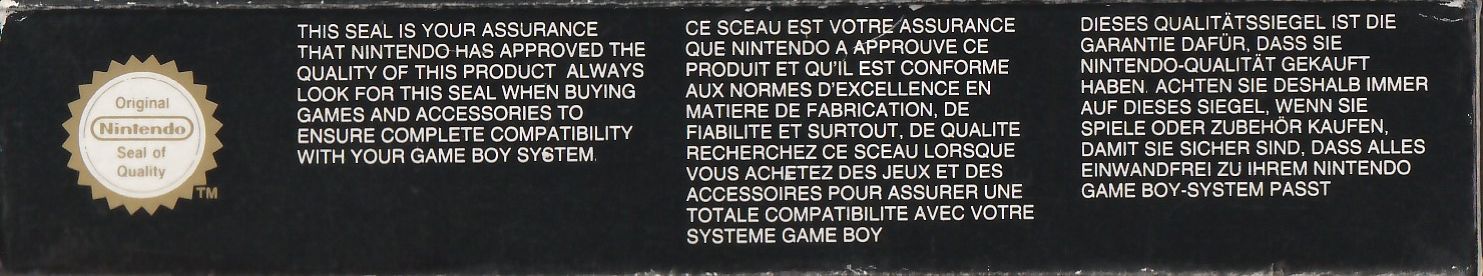 Original
Nintendo
Seal of
Quality
TM
THIS SEAL IS YOUR ASSURANCE
THAT NINTENDO HAS APPROVED THE
QUALITY OF THIS PRODUCT ALWAYS
LOOK FOR THIS SEAL WHEN BUYING
GAMES AND ACCESSORIES TO
ENSURE COMPLETE COMPATIBILITY
WITH YOUR GAME BOY SYSTEM.
CE SCEAU EST VOTRE ASSURANCE
QUE NINTENDO A APPROUVE CE
PRODUIT ET QU'IL EST CONFORME
AUX NORMES D'EXCELLENCE EN
MATIERE DE FABRICATION, DE
FIABILITE ET SURTOUT, DE QUALITE
RECHERCHEZ CE SCEAU LORSQUE
VOUS ACHETEZ DES JEUX ET DES
ACCESSOIRES POUR ASSURER UNE
TOTALE COMPATIBILITE AVEC VOTRE
SYSTEME GAME BOY
DIESES QUALITÄTSSIEGEL IST DIE
GARANTIE DAFÜR, DASS SIE
NINTENDO-QUALITÄT GEKAUFT
HABEN. ACHTEN SIE DESHALB IMMER
AUF DIESES SIEGEL, WENN SIE
SPIELE ODER ZUBEHÖR KAUFEN,
DAMIT SIE SICHER SIND, DASS ALLES
EINWANDFREI ZU IHREM NINTENDO
GAME BOY-SYSTEM PASST